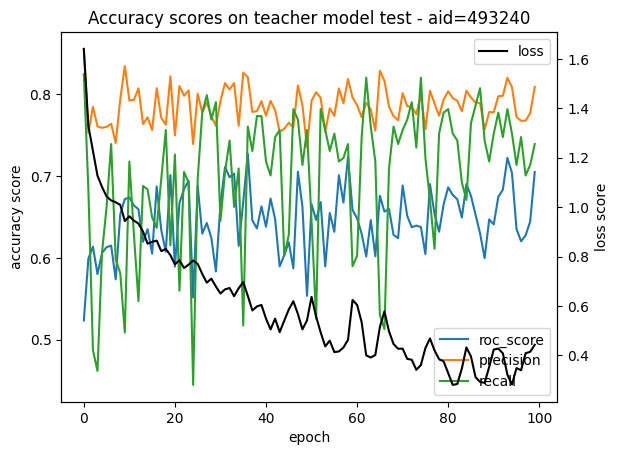 Accuracy scores on teacher model test - aid=493240
loss
0.8
0.7
0.6
0.5
accuracy score
1.6
1.4
1.2
1.0
0.8
0.6
0.4
loss score
roc_score
precision
recall
0
20
40
60
80
100
epoch